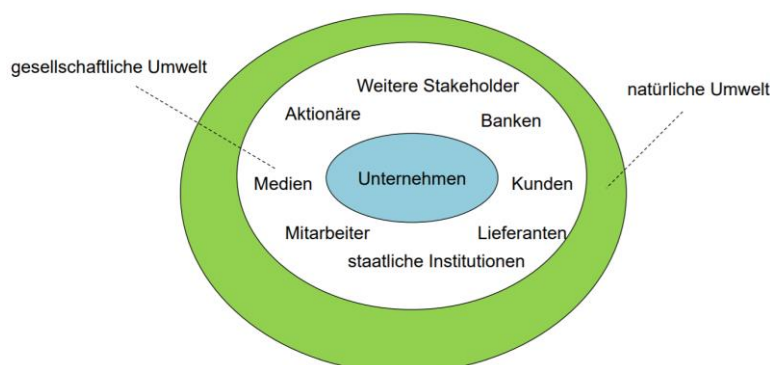 gesellschaftliche Umwelt
Weitere Stakeholder
natürliche Umwelt
Aktionäre
Banken
Medien
Unternehmen
Kunden
Mitarbeiter
Lieferanten
staatliche Institutionen